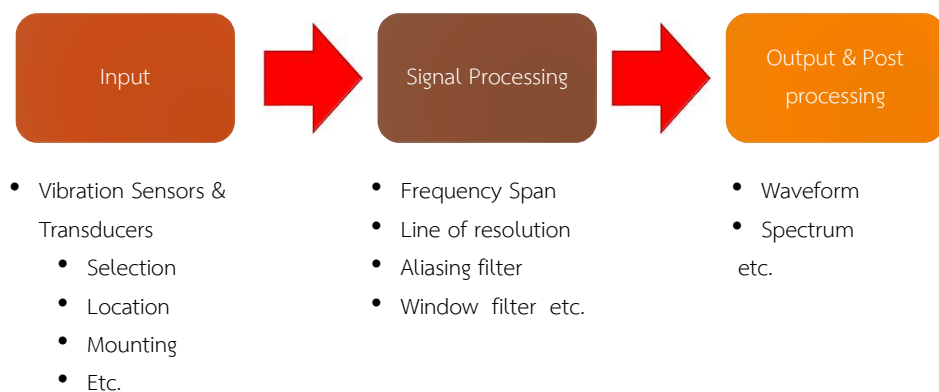 Input
Signal Processing
Output & Post
processing
• Vibration Sensors &
Transducers
• Selection
• Location
• Mounting
• Etc.
• Frequency Span
• Line of resolution
• Aliasing filter
• Window filter etc.
• Waveform
• Spectrum
etc.